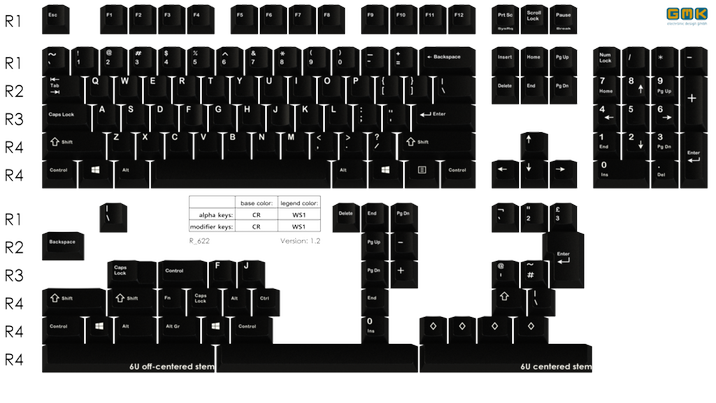 R1 Esc F1 F2 F3 F4 F5 F6 F7 F8 F9 F10 F11 F12 Prt Sc SysRq Scroll Lock Pause Break GMK
R1 ~ ` ! 1 @ 2 # 3 $ 4 % 5 ^ 6 & 7 * 8 ( 9 ) 0 _ - + = ← Backspace Insert Home Pg Up Num Lock / * −
R2 Tab Q W E R T Y U I O P { [ } ] | \ Delete End Pg Dn 7 Home 8 ↑ 9 Pg Up +
R3 Caps Lock A S D F G H J K L : ; " ' Enter 4 ← 5 6 →
R4 Shift Z X C V B N M < , > . ? / Shift ↑ 1 End 2 ↓ 3 Pg Dn Enter
R4 Control Alt Alt Control ← ↓ → 0 Ins . Del
base color: legend color:
alpha keys: CR WS1
modifier keys: CR WS1
R_622 Version: 1.2
R1 | \ Delete End Pg Dn ¬ ` " 2 £ 3
R2 Backspace Pg Up − Enter
R3 Caps Lock Control F J Pg Dn + @ ' ~ #
R4 Shift Shift Fn Caps Lock Alt Ctrl End | \
R4 Control Alt Alt Gr Control 0 Ins
R4 6U off-centered stem 6U centered stem